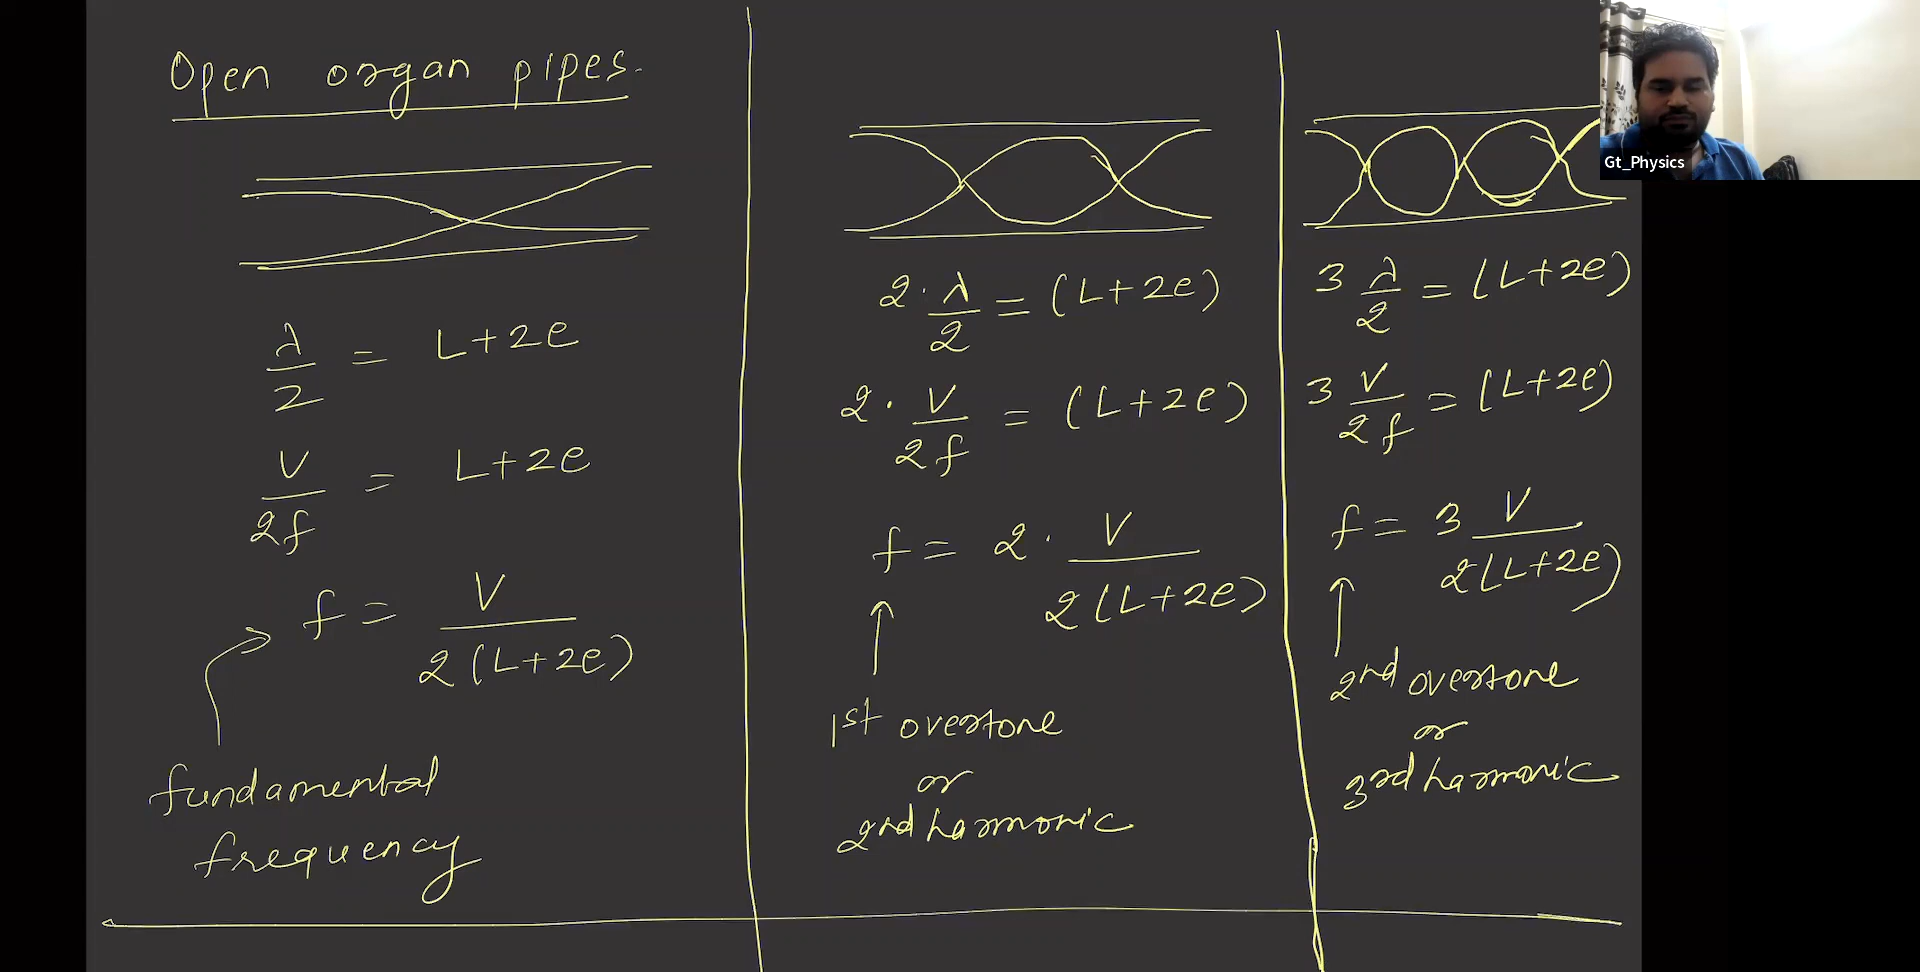 Open organ pipes.
λ/2 = L+2e
V/2f = L+2e
f = V/2(L+2e)
fundamental
frequency
2·λ/2 = (L+2e)
2·V/2f = (L+2e)
f = 2·V/2(L+2e)
1st overtone
or
2nd harmonic
3 λ/2 = (L+2e)
3 V/2f = (L+2e)
f = 3 V/2(L+2e)
2nd overtone
or
3rd harmonic
Gt_Physics